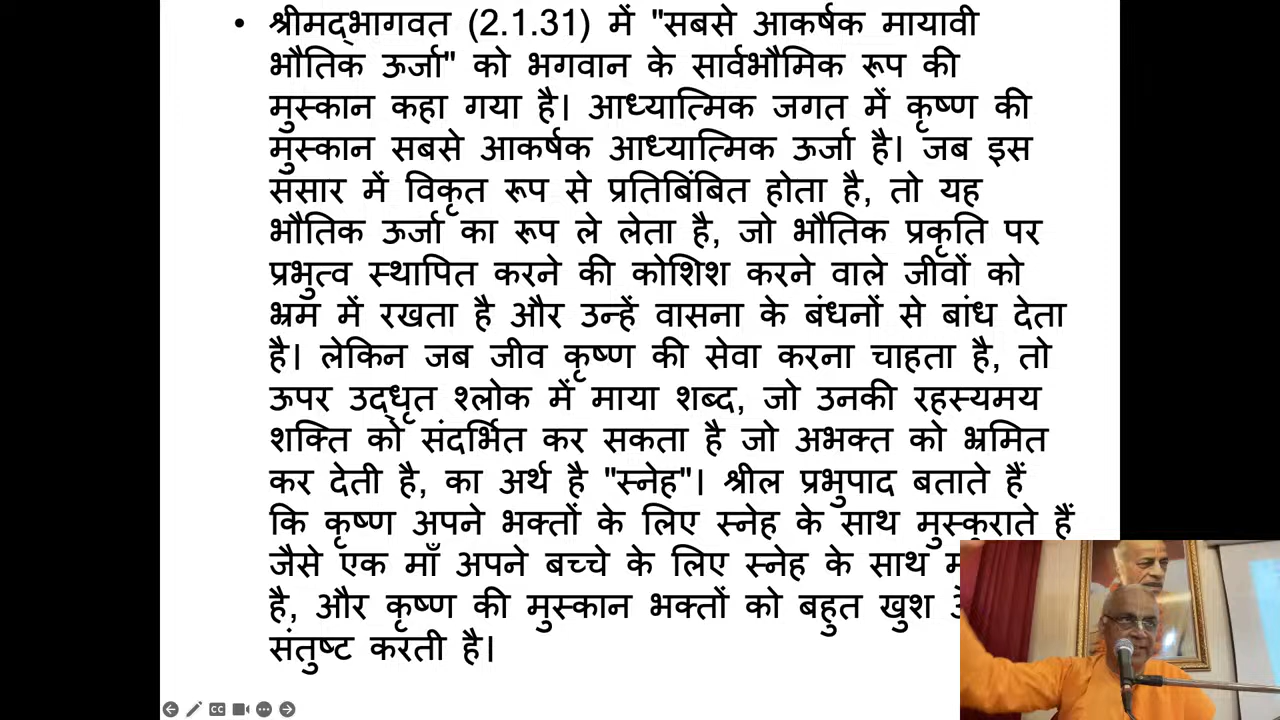 • श्रीमद्भागवत (2.1.31) में "सबसे आकर्षक मायावी
भौतिक ऊर्जा" को भगवान के सार्वभौमिक रूप की
मुस्कान कहा गया है। आध्यात्मिक जगत में कृष्ण की
मुस्कान सबसे आकर्षक आध्यात्मिक ऊर्जा है। जब इस
संसार में विकृत रूप से प्रतिबिंबित होता है, तो यह
भौतिक ऊर्जा का रूप ले लेता है, जो भौतिक प्रकृति पर
प्रभुत्व स्थापित करने की कोशिश करने वाले जीवों को
भ्रम में रखता है और उन्हें वासना के बंधनों से बांध देता
है। लेकिन जब जीव कृष्ण की सेवा करना चाहता है, तो
ऊपर उद्धृत श्लोक में माया शब्द, जो उनकी रहस्यमय
शक्ति को संदर्भित कर सकता है जो अभक्त को भ्रमित
कर देती है, का अर्थ है "स्नेह"। श्रील प्रभुपाद बताते हैं
कि कृष्ण अपने भक्तों के लिए स्नेह के साथ मुस्कुराते हैं
जैसे एक माँ अपने बच्चे के लिए स्नेह के साथ
है, और कृष्ण की मुस्कान भक्तों को बहुत खुश
संतुष्ट करती है।
CC